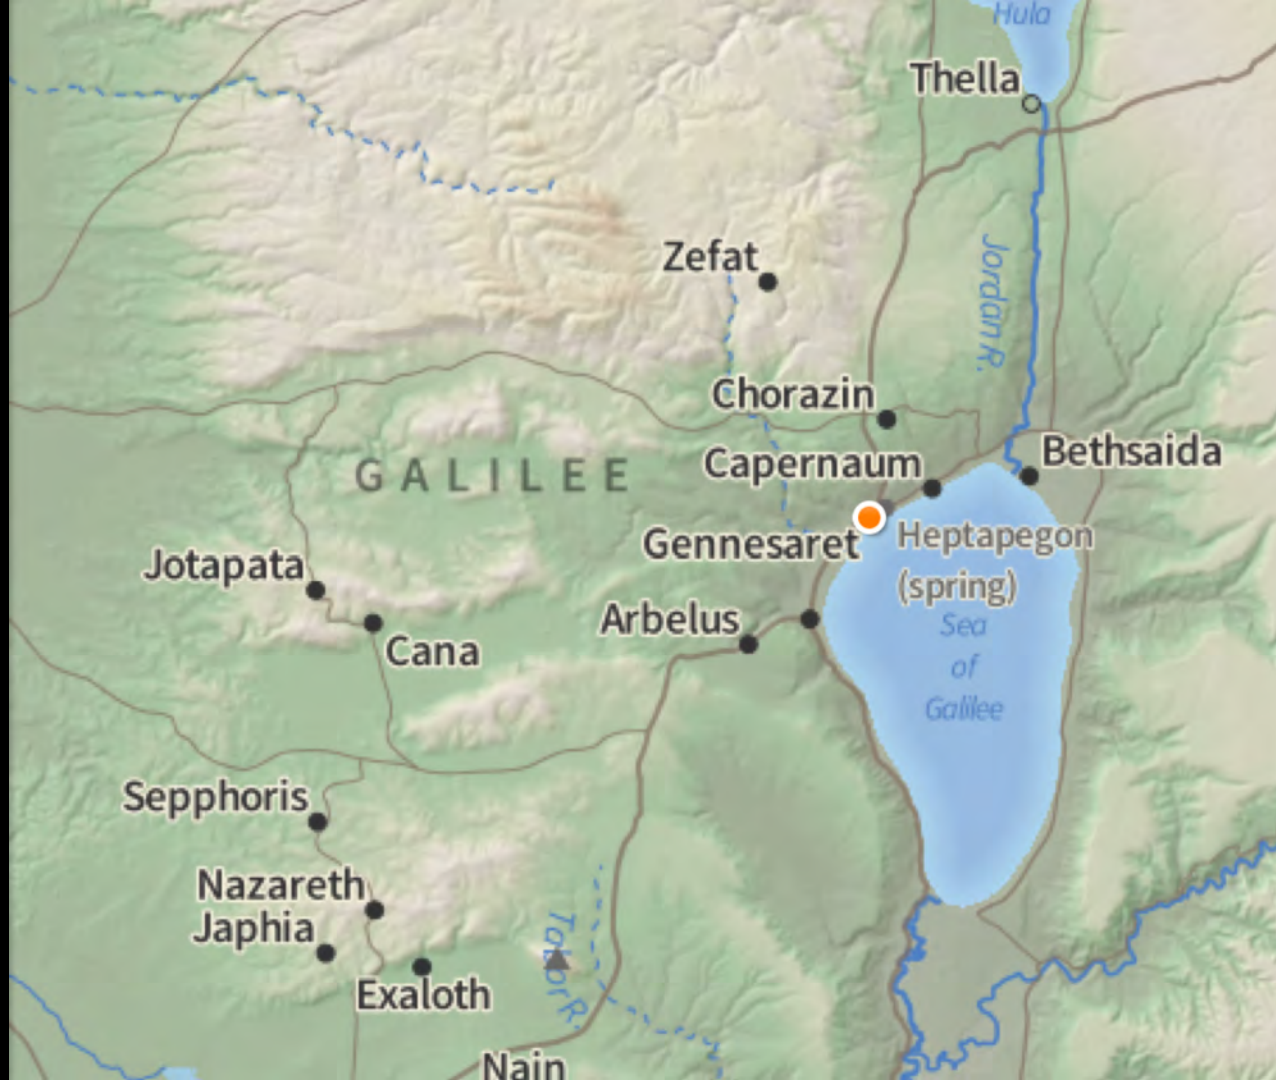 Hula
Thella
Jordan R.
Zefat
Chorazin
Capernaum
Bethsaida
GALILEE
Gennesaret
Heptapegon
(spring)
Jotapata
Cana
Arbelus
Sea
of
Galilee
Sepphoris
Nazareth
Japhia
Tabor R.
Exaloth
Nain